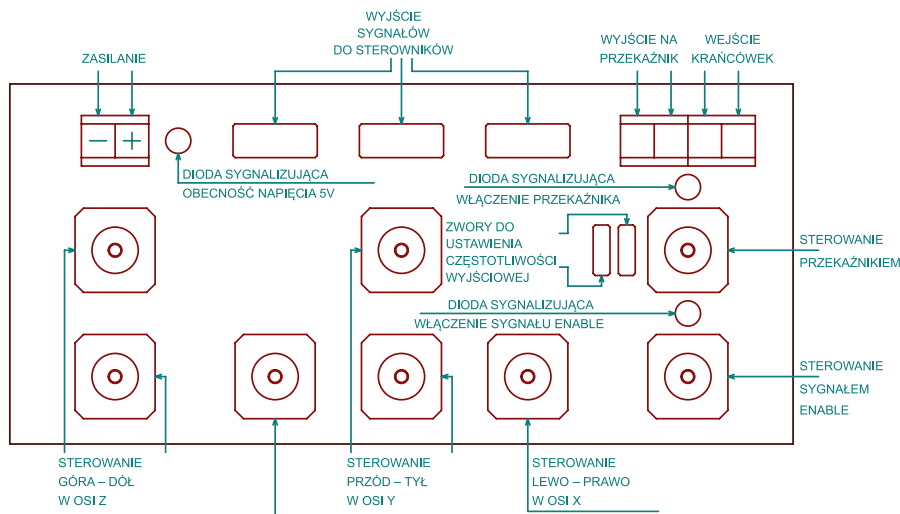 WYJŚCIE
SYGNAŁÓW
DO STEROWNIKÓW
ZASILANIE
WYJŚCIE NA
PRZEKAŹNIK
WEJŚCIE
KRAŃCÓWEK
– +
DIODA SYGNALIZUJĄCA
OBECNOŚĆ NAPIĘCIA 5V
DIODA SYGNALIZUJĄCA
WŁĄCZENIE PRZEKAŹNIKA
ZWORY DO
USTAWIENIA
CZĘSTOTLIWOŚCI
WYJŚCIOWEJ
STEROWANIE
PRZEKAŹNIKIEM
DIODA SYGNALIZUJĄCA
WŁĄCZENIE SYGNAŁU ENABLE
STEROWANIE
SYGNAŁEM
ENABLE
STEROWANIE
GÓRA – DÓŁ
W OSI Z
STEROWANIE
PRZÓD – TYŁ
W OSI Y
STEROWANIE
LEWO – PRAWO
W OSI X